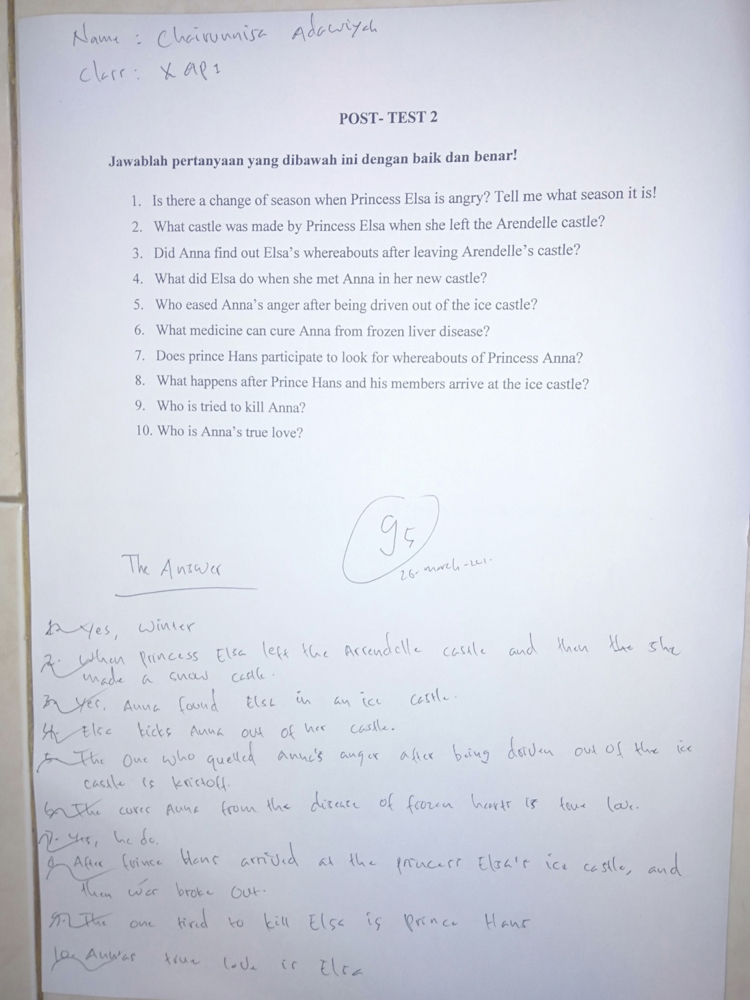 Name : Chairunnisa Adawiyah
Class : X AP 1
POST- TEST 2
Jawablah pertanyaan yang dibawah ini dengan baik dan benar!
1. Is there a change of season when Princess Elsa is angry? Tell me what season it is!
2. What castle was made by Princess Elsa when she left the Arendelle castle?
3. Did Anna find out Elsa's whereabouts after leaving Arendelle's castle?
4. What did Elsa do when she met Anna in her new castle?
5. Who eased Anna's anger after being driven out of the ice castle?
6. What medicine can cure Anna from frozen liver disease?
7. Does prince Hans participate to look for whereabouts of Princess Anna?
8. What happens after Prince Hans and his members arrive at the ice castle?
9. Who is tried to kill Anna?
10. Who is Anna's true love?
95
26-march-
The Answer
1. Yes, winter
2. When Princess Elsa left the Arrendelle castle and then the she
made a snow castle.
3. Yes, Anna found Elsa in an ice castle.
4. Elsa kicks Anna out of her castle.
5. The one who quelled Anna's anger after being driven out of the ice
castle is kristoff.
6. The cures Anna from the disease of frozen hearts is true love.
7. Yes, he do.
8. After frince Hans arrived at the princess Elsa's ice castle, and
then war broke out.
9. The one tired to kill Elsa is Prince Hans
10. Anna's true love is Elsa